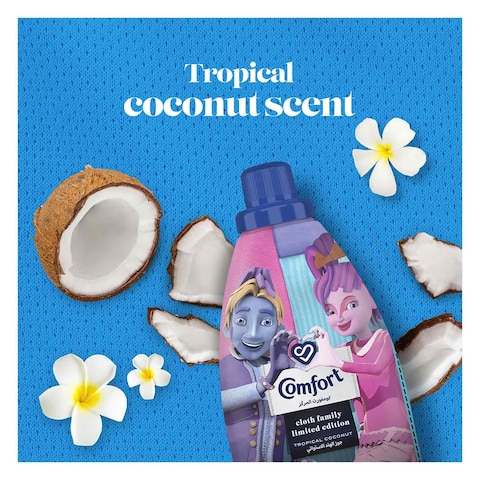 Tropical
coconut scent
Comfort
كومفورت المركز
cloth family
limited edition
TROPICAL COCONUT
جوز الهند الاستوائي